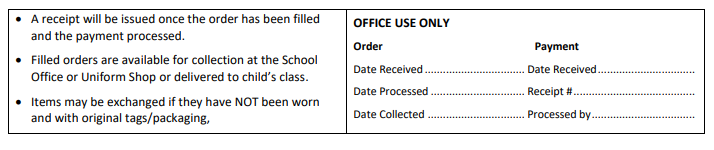 • A receipt will be issued once the order has been filled
and the payment processed.
• Filled orders are available for collection at the School
Office or Uniform Shop or delivered to child's class.
• Items may be exchanged if they have NOT been worn
and with original tags/packaging,
OFFICE USE ONLY
Order Payment
Date Received ................................ Date Received ...............................
Date Processed .............................. Receipt # .......................................
Date Collected ............................... Processed by .................................